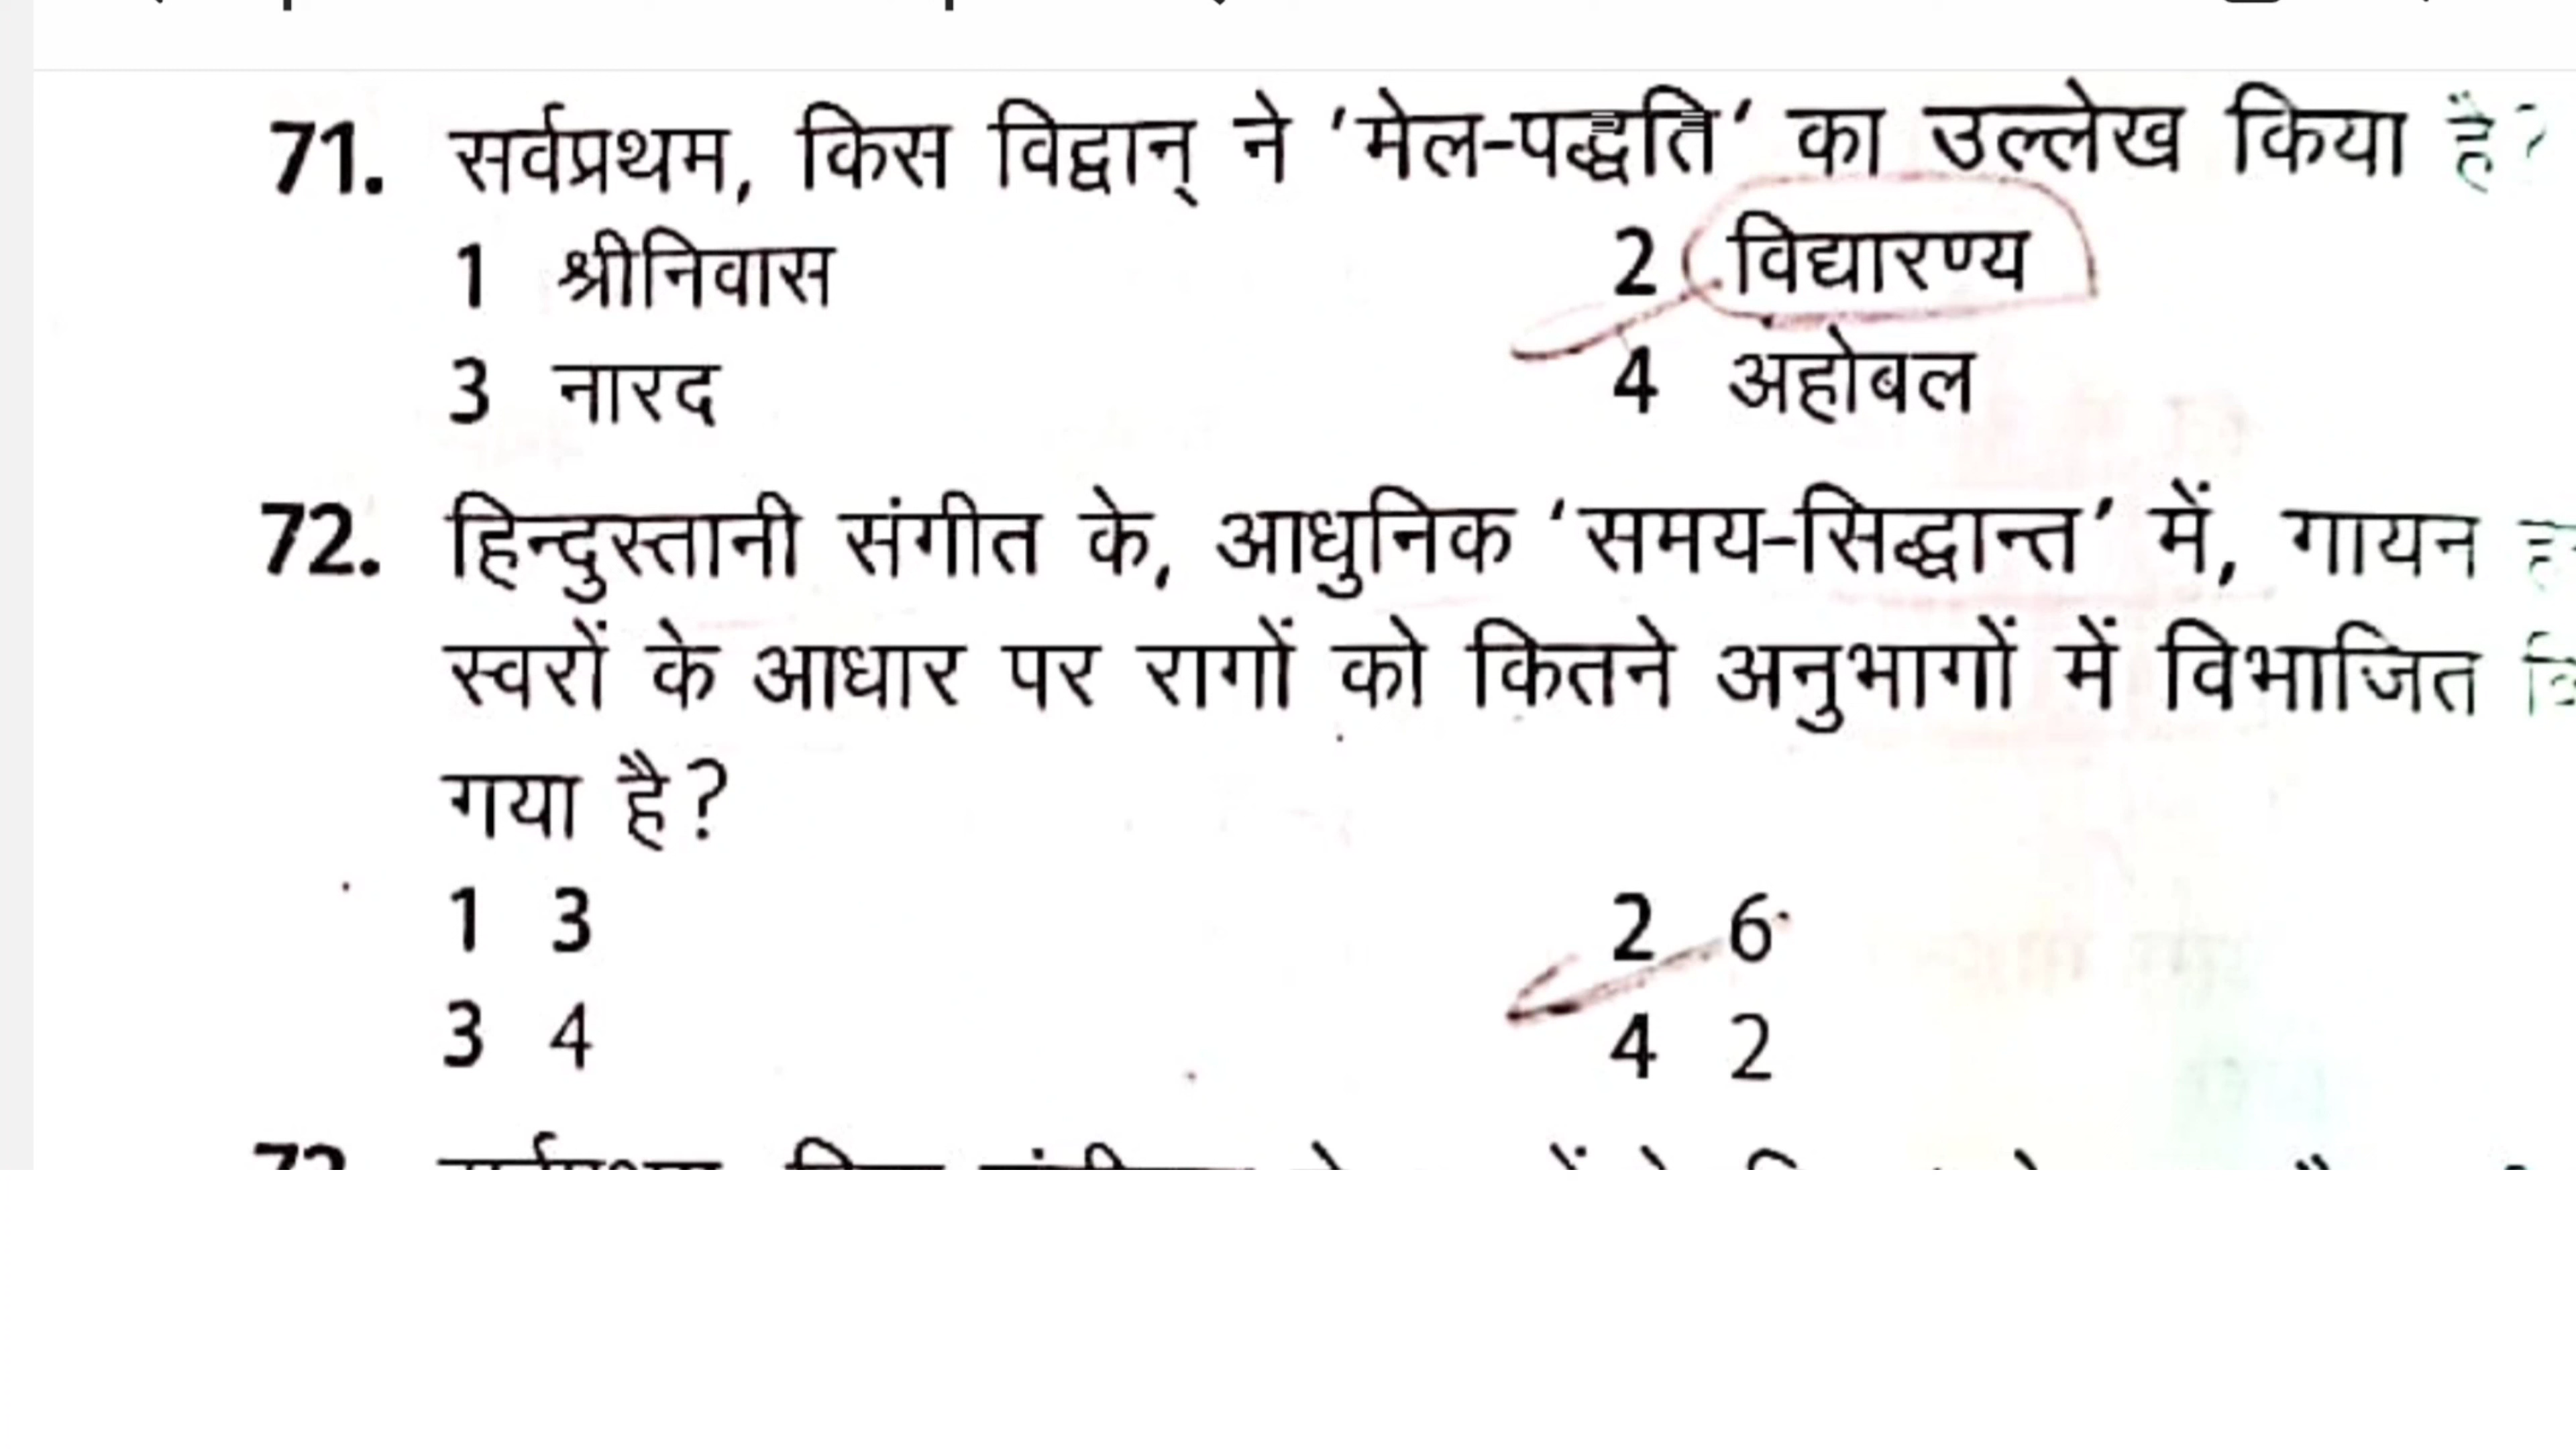 71. सर्वप्रथम, किस विद्वान् ने 'मेल-पद्धति' का उल्लेख किया है?
1 श्रीनिवास 2 विद्यारण्य
3 नारद 4 अहोबल
72. हिन्दुस्तानी संगीत के, आधुनिक 'समय-सिद्धान्त' में, गायन
स्वरों के आधार पर रागों को कितने अनुभागों में विभाजित
गया है?
1 3 2 6
3 4 4 2